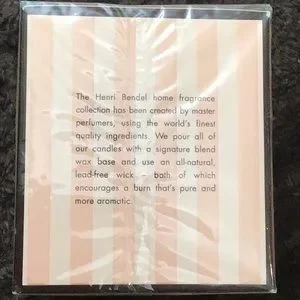 The Henri Bendel home fragrance
collection has been created by master
perfumers, using the world's finest
quality ingredients. We pour all of
our candles with a signature blend
wax base and use an all-natural,
lead-free wick – both of which
encourages a burn that's pure and
more aromatic.